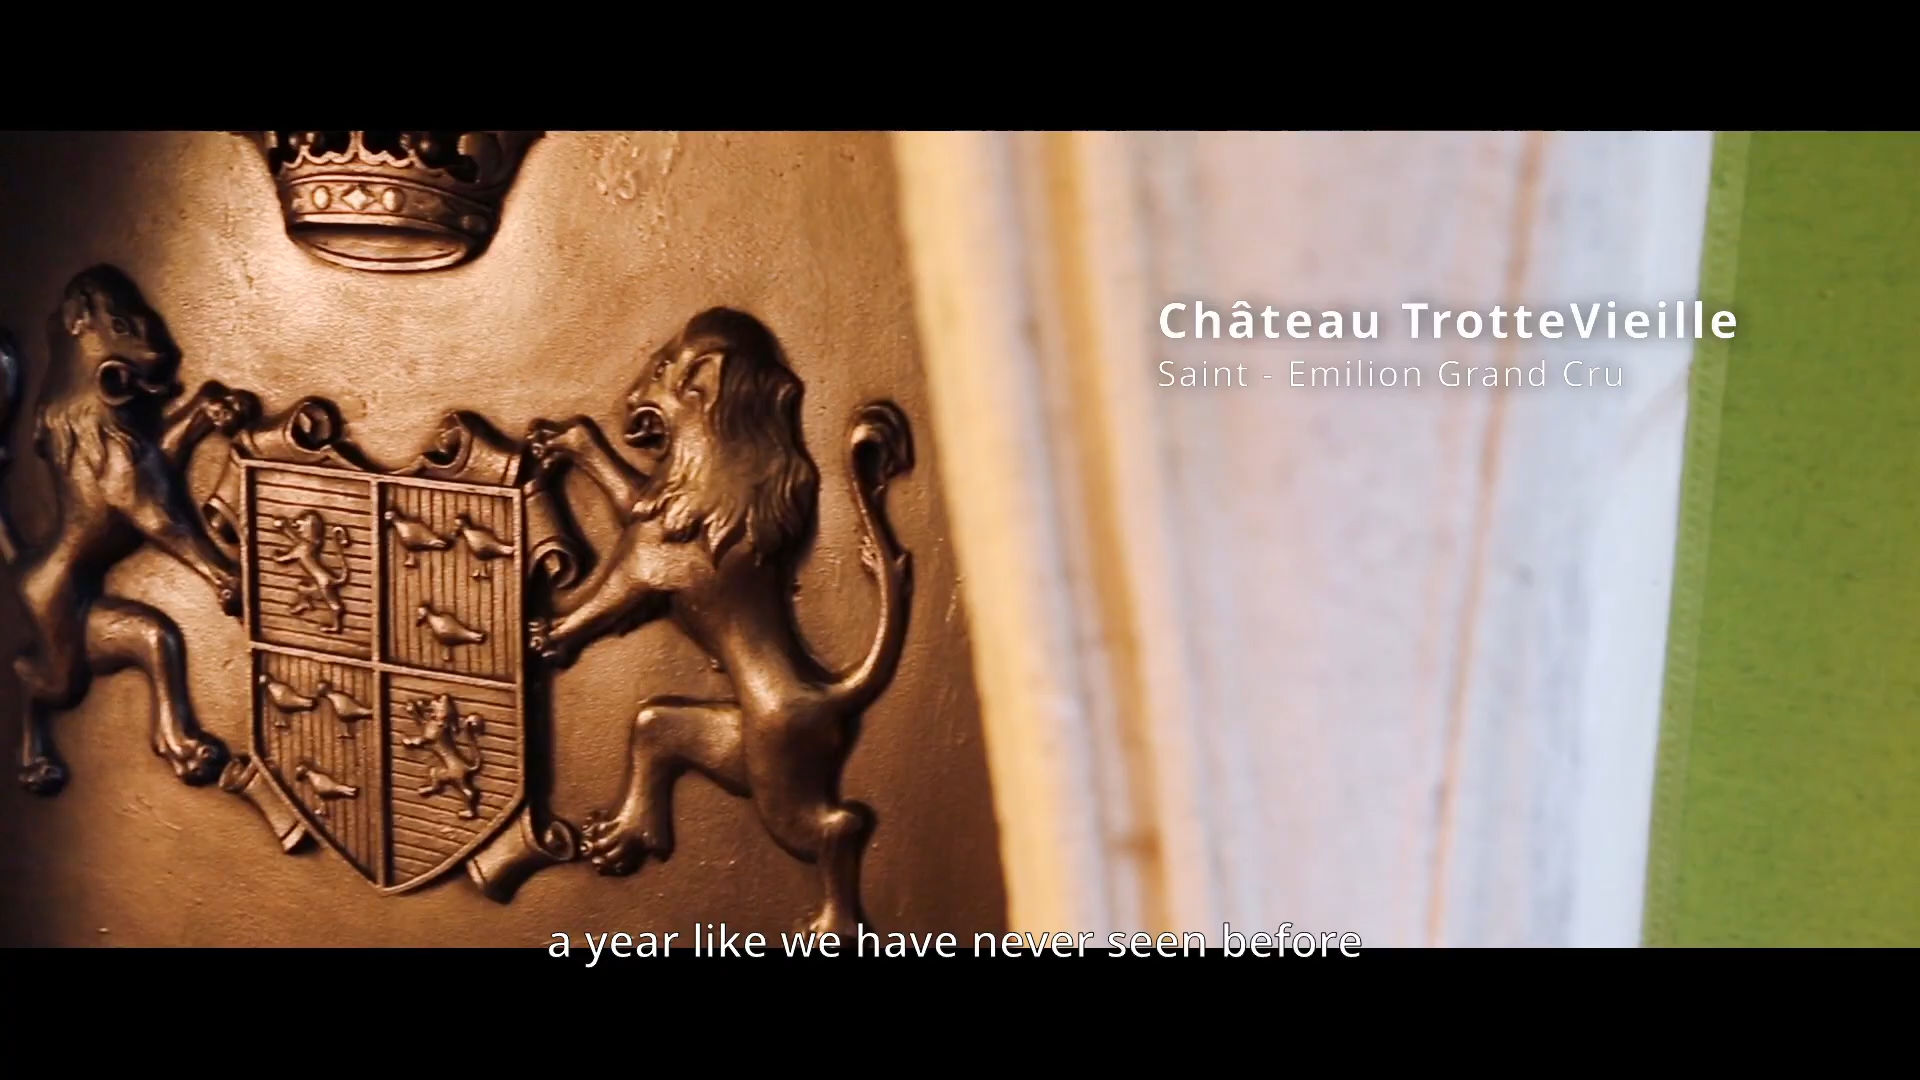 Château TrotteVieille
Saint - Emilion Grand Cru
a year like we have never seen before